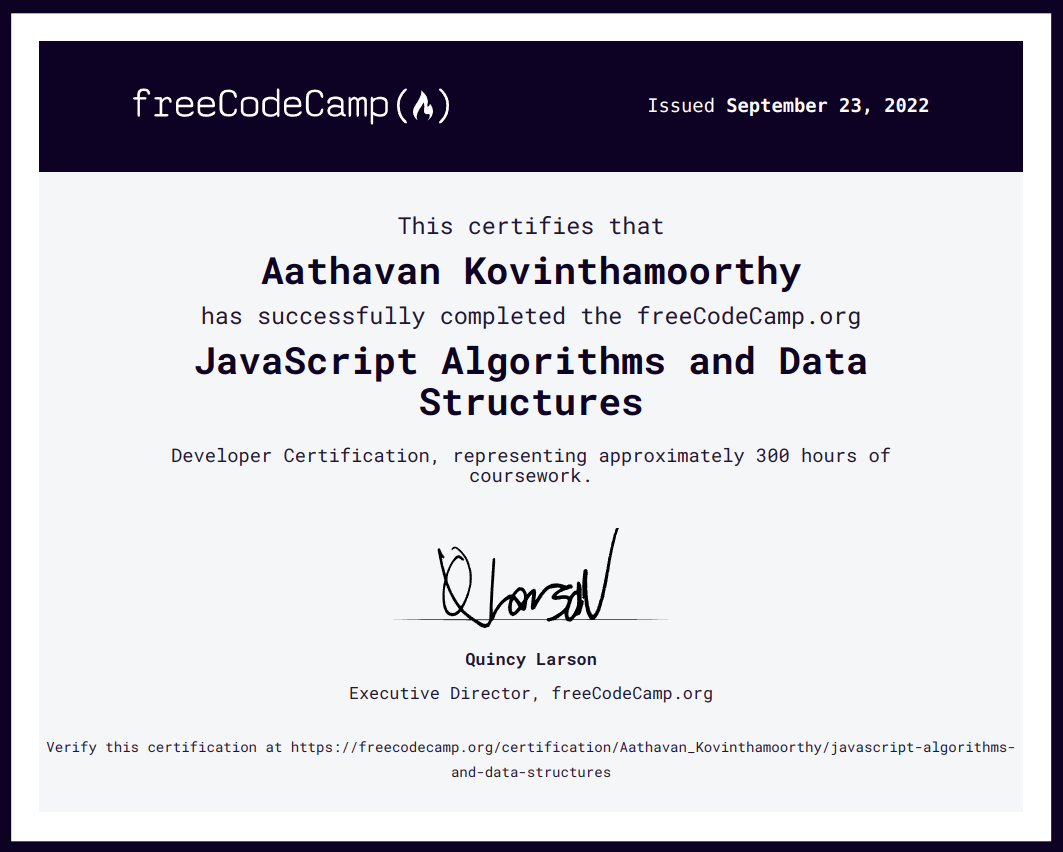 freeCodeCamp(🔥)
Issued September 23, 2022
This certifies that
Aathavan Kovinthamoorthy
has successfully completed the freeCodeCamp.org
JavaScript Algorithms and Data
Structures
Developer Certification, representing approximately 300 hours of
coursework.
Q Larson
Quincy Larson
Executive Director, freeCodeCamp.org
Verify this certification at https://freecodecamp.org/certification/Aathavan_Kovinthamoorthy/javascript-algorithms-
and-data-structures